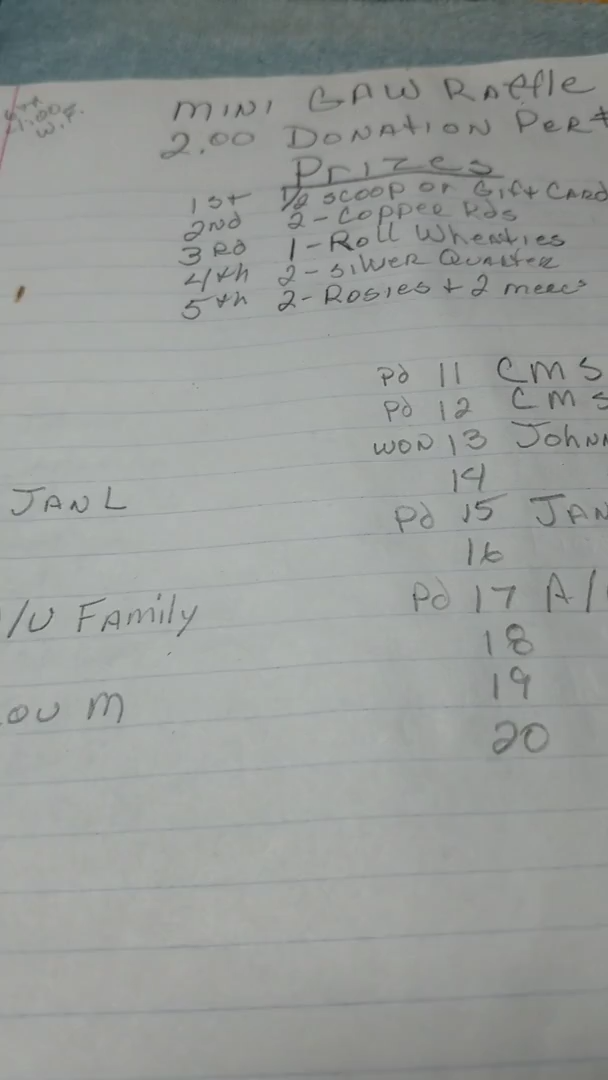 MINI GAW RAffle
2.00 DONAtION PeR #
PRIZeS
1st 1/2 SCOOP OR Gift CARD
2ND 2-COPPER RDS
3RD 1-ROLL WHeAtIeS
4th 2-SILVER QUARTER
5th 2-ROSIeS + 2 meRCS
Pd 11 CMS
Pd 12 CMS
WON 13 JOHN
14
JAN L
Pd 15 JAN
16
/U FAmily
Pd 17 A/
18
19
OU M
20